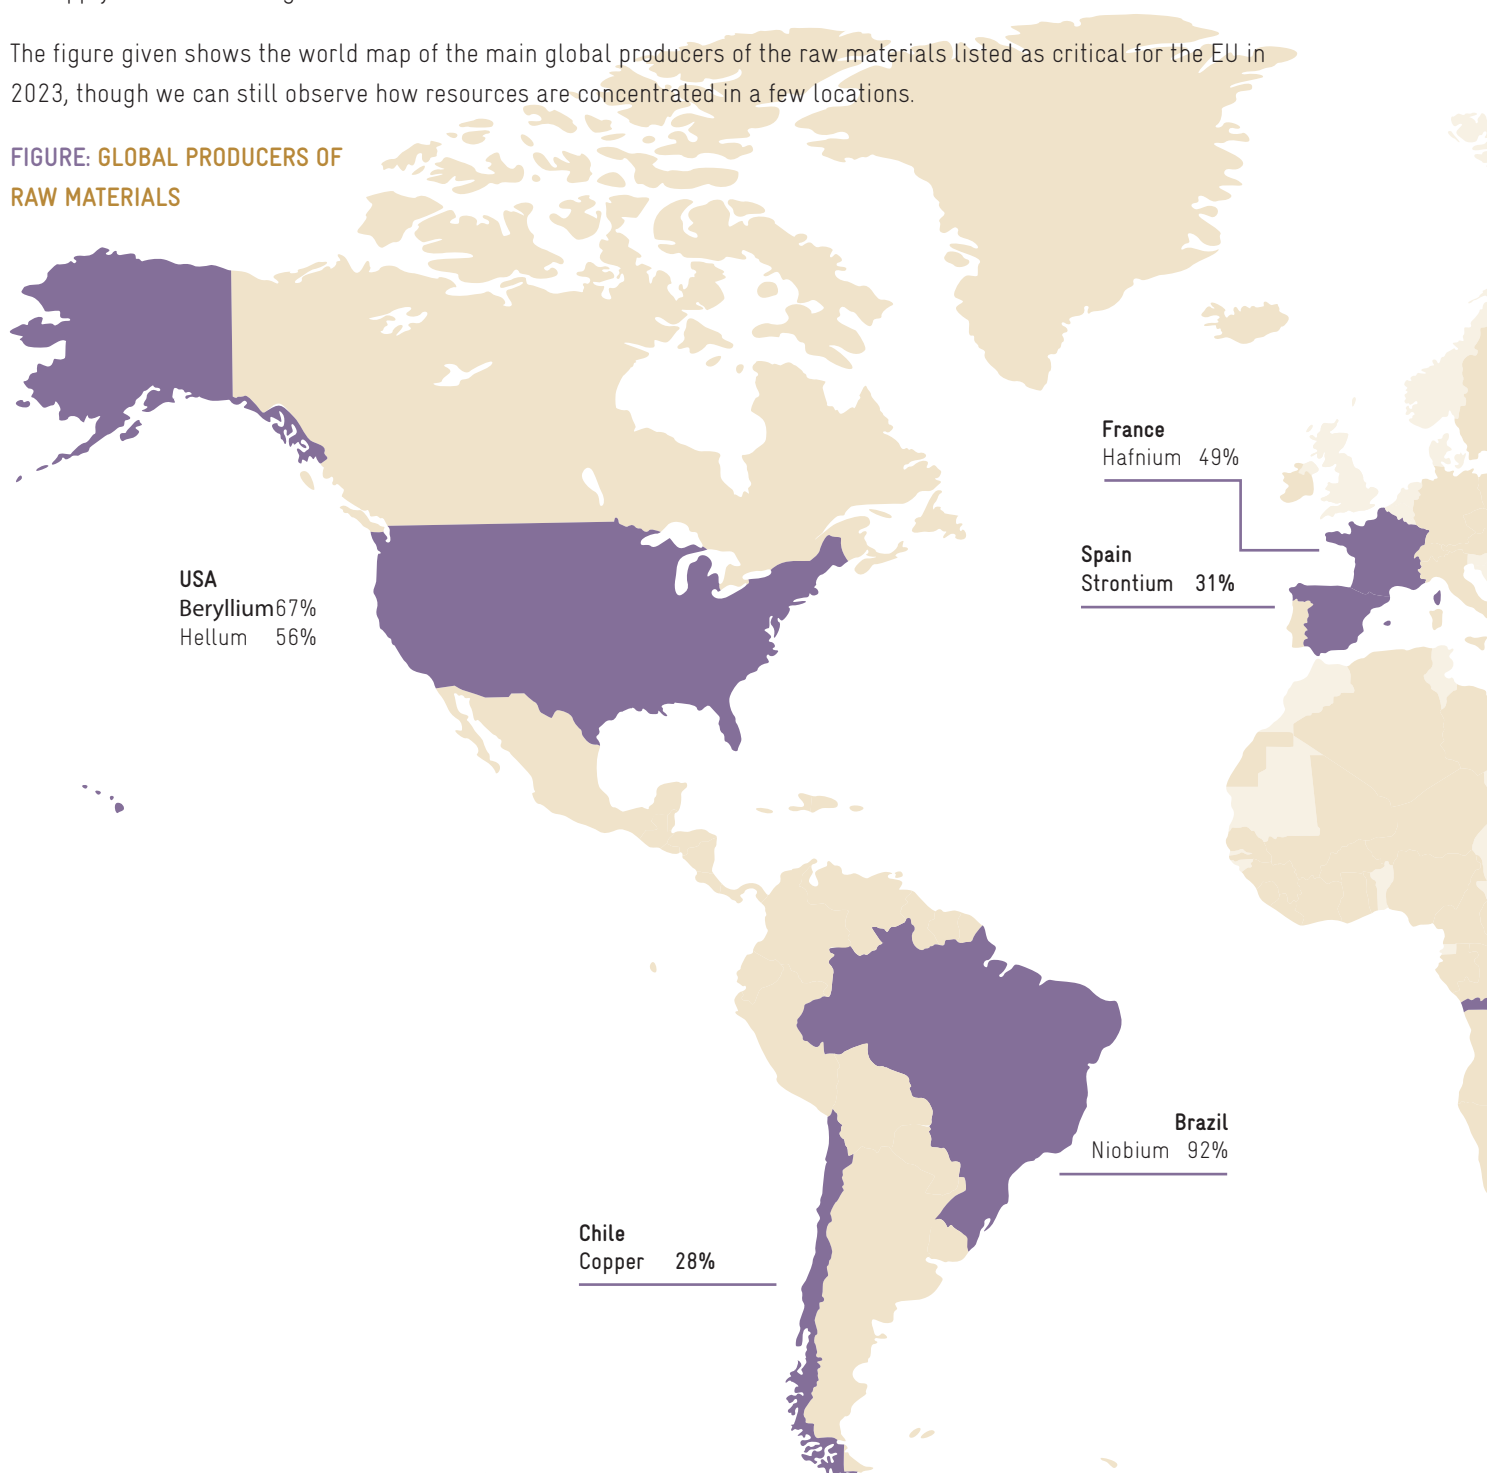 The figure given shows the world map of the main global producers of the raw materials listed as critical for the EU in
2023, though we can still observe how resources are concentrated in a few locations.
FIGURE: GLOBAL PRODUCERS OF
RAW MATERIALS
France
Hafnium 49%
Spain
Strontium 31%
USA
Beryllium 67%
Hellum 56%
Brazil
Niobium 92%
Chile
Copper 28%